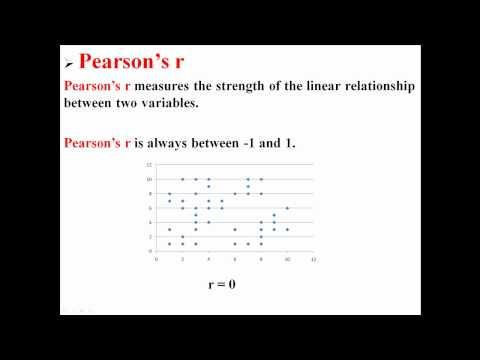 ➢ Pearson's r
Pearson's r measures the strength of the linear relationship
between two variables.
Pearson's r is always between -1 and 1.
12
10
8
6
4
2
0
0 2 4 6 8 10 12
r = 0